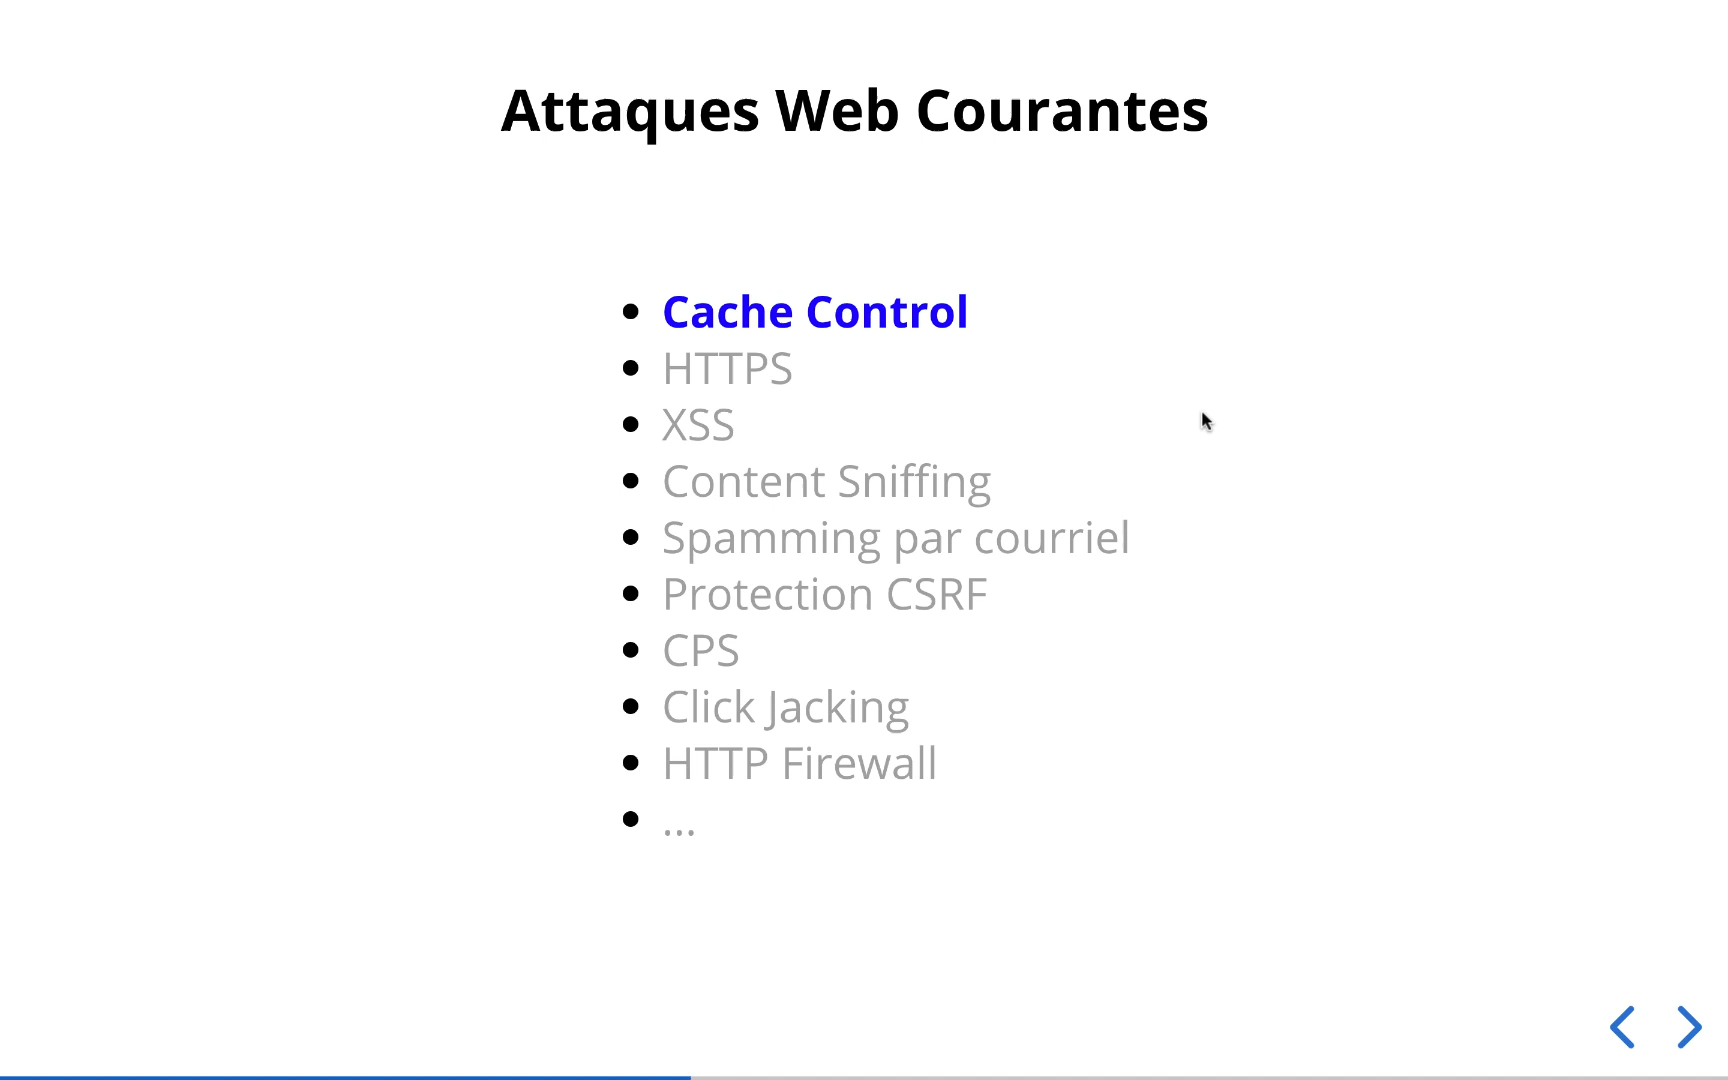 Attaques Web Courantes
Cache Control
HTTPS
XSS
Content Sniffing
Spamming par courriel
Protection CSRF
CPS
Click Jacking
HTTP Firewall
...